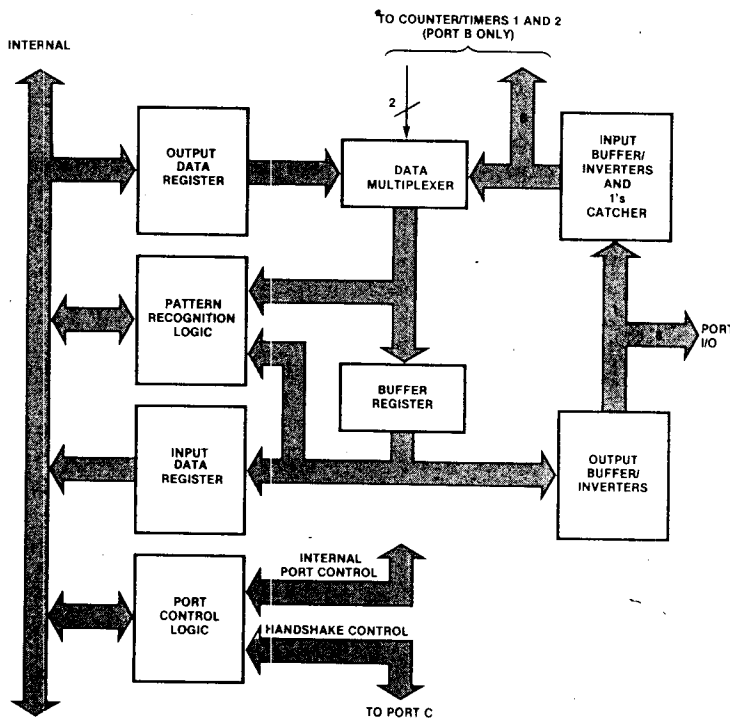 TO COUNTER/TIMERS 1 AND 2
(PORT B ONLY)
INTERNAL
2
8
OUTPUT
DATA
REGISTER
DATA
MULTIPLEXER
INPUT
BUFFER/
INVERTERS
AND
1's
CATCHER
PATTERN
RECOGNITION
LOGIC
8
PORT
I/O
BUFFER
REGISTER
INPUT
DATA
REGISTER
OUTPUT
BUFFER/
INVERTERS
INTERNAL
PORT CONTROL
PORT
CONTROL
LOGIC
HANDSHAKE CONTROL
TO PORT C